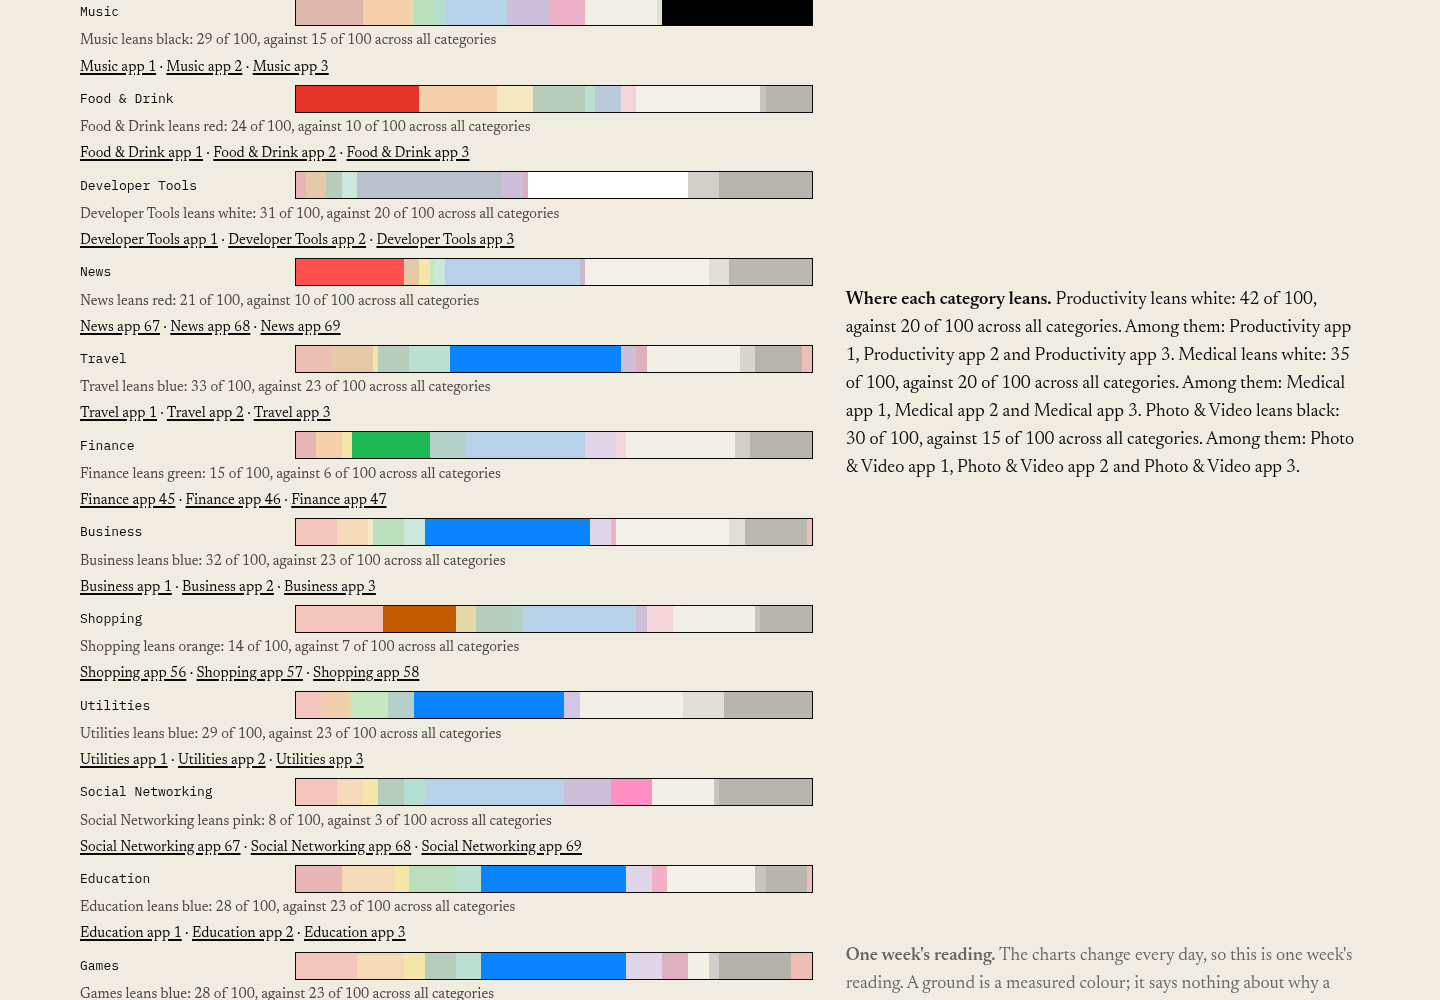 Music
Music leans black: 29 of 100, against 15 of 100 across all categories
Music app 1 · Music app 2 · Music app 3
Food & Drink
Food & Drink leans red: 24 of 100, against 10 of 100 across all categories
Food & Drink app 1 · Food & Drink app 2 · Food & Drink app 3
Developer Tools
Developer Tools leans white: 31 of 100, against 20 of 100 across all categories
Developer Tools app 1 · Developer Tools app 2 · Developer Tools app 3
News
News leans red: 21 of 100, against 10 of 100 across all categories
News app 67 · News app 68 · News app 69
Travel
Travel leans blue: 33 of 100, against 23 of 100 across all categories
Travel app 1 · Travel app 2 · Travel app 3
Finance
Finance leans green: 15 of 100, against 6 of 100 across all categories
Finance app 45 · Finance app 46 · Finance app 47
Business
Business leans blue: 32 of 100, against 23 of 100 across all categories
Business app 1 · Business app 2 · Business app 3
Shopping
Shopping leans orange: 14 of 100, against 7 of 100 across all categories
Shopping app 56 · Shopping app 57 · Shopping app 58
Utilities
Utilities leans blue: 29 of 100, against 23 of 100 across all categories
Utilities app 1 · Utilities app 2 · Utilities app 3
Social Networking
Social Networking leans pink: 8 of 100, against 3 of 100 across all categories
Social Networking app 67 · Social Networking app 68 · Social Networking app 69
Education
Education leans blue: 28 of 100, against 23 of 100 across all categories
Education app 1 · Education app 2 · Education app 3
Games
Games leans blue: 28 of 100, against 23 of 100 across all categories
Where each category leans. Productivity leans white: 42 of 100,
against 20 of 100 across all categories. Among them: Productivity app
1, Productivity app 2 and Productivity app 3. Medical leans white: 35
of 100, against 20 of 100 across all categories. Among them: Medical
app 1, Medical app 2 and Medical app 3. Photo & Video leans black:
30 of 100, against 15 of 100 across all categories. Among them: Photo
& Video app 1, Photo & Video app 2 and Photo & Video app 3.
One week's reading. The charts change every day, so this is one week's
reading. A ground is a measured colour; it says nothing about why a